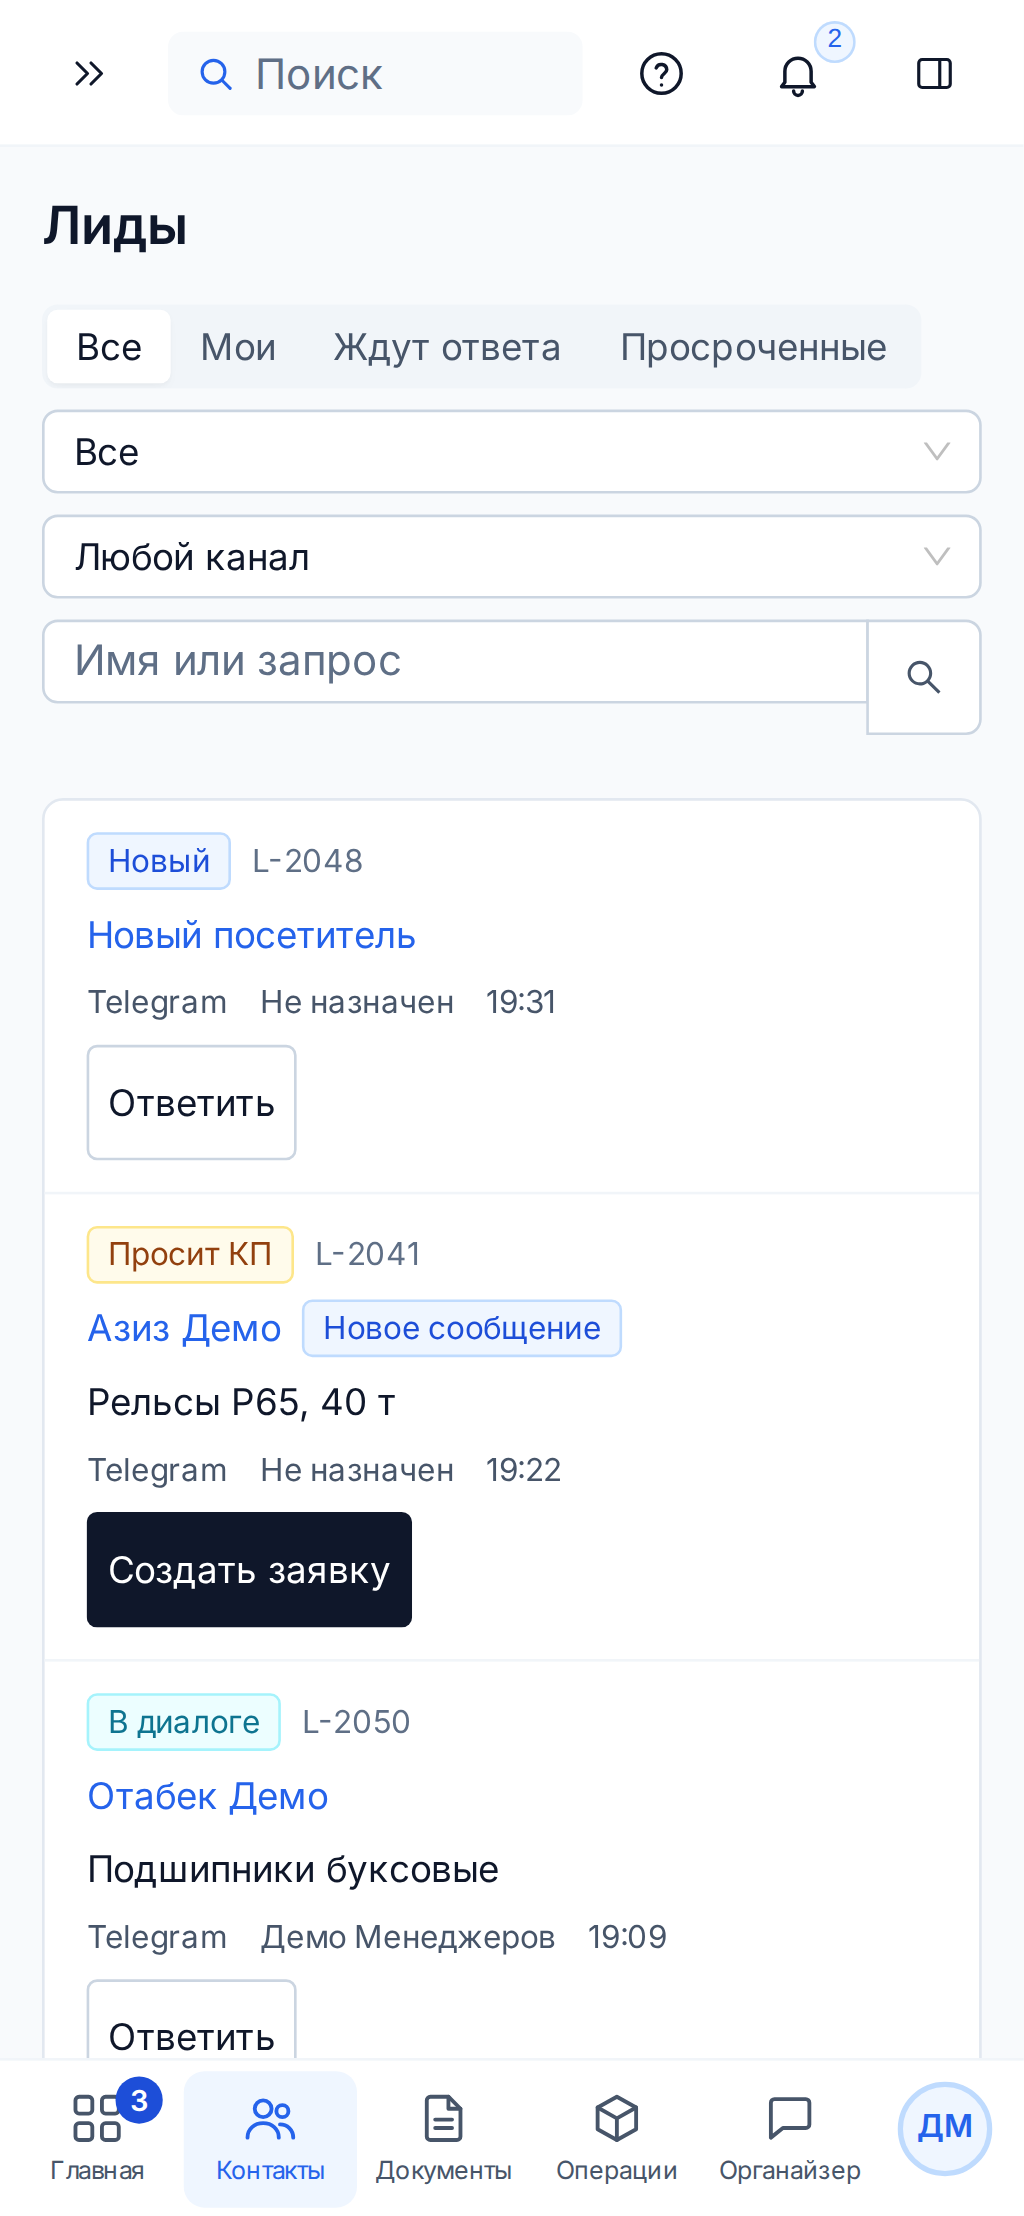 Поиск
2
Лиды
Все Мои Ждут ответа Просроченные
Все
Любой канал
Имя или запрос
Новый L-2048
Новый посетитель
Telegram Не назначен 19:31
Ответить
Просит КП L-2041
Азиз Демо Новое сообщение
Рельсы Р65, 40 т
Telegram Не назначен 19:22
Создать заявку
В диалоге L-2050
Отабек Демо
Подшипники буксовые
Telegram Демо Менеджеров 19:09
Ответить
3
Главная Контакты Документы Операции Органайзер ДМ